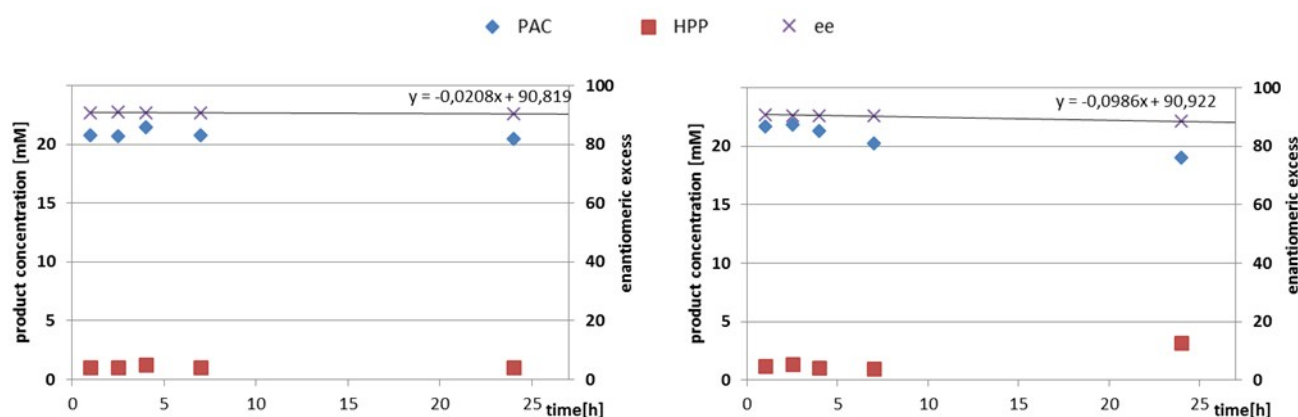 PAC HPP ee
product concentration [mM]
20
15
10
5
0
y = -0,0208x + 90,819
100
80
60
40
20
0
enantiomeric excess
0 5 10 15 20 25 time[h]
product concentration [mM]
20
15
10
5
0
y = -0,0986x + 90,922
100
80
60
40
20
0
enantiomeric excess
0 5 10 15 20 25 time[h]